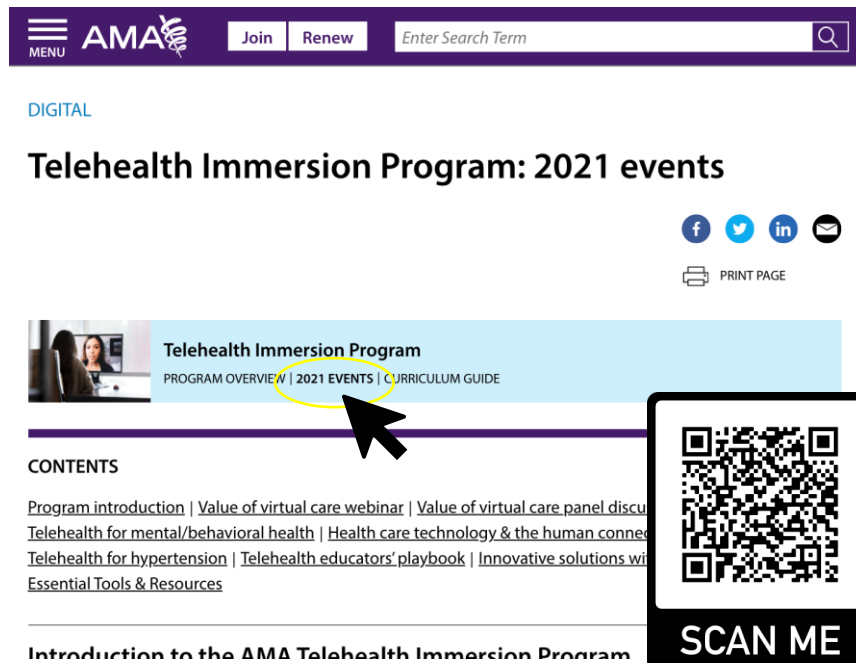 MENU AMA Join Renew Enter Search Term
DIGITAL
Telehealth Immersion Program: 2021 events
PRINT PAGE
Telehealth Immersion Program
PROGRAM OVERVIEW | 2021 EVENTS | CURRICULUM GUIDE
CONTENTS
Program introduction | Value of virtual care webinar | Value of virtual care panel discu
Telehealth for mental/behavioral health | Health care technology & the human connec
Telehealth for hypertension | Telehealth educators' playbook | Innovative solutions wi
Essential Tools & Resources
Introduction to the AMA Telehealth Immersion Program
SCAN ME